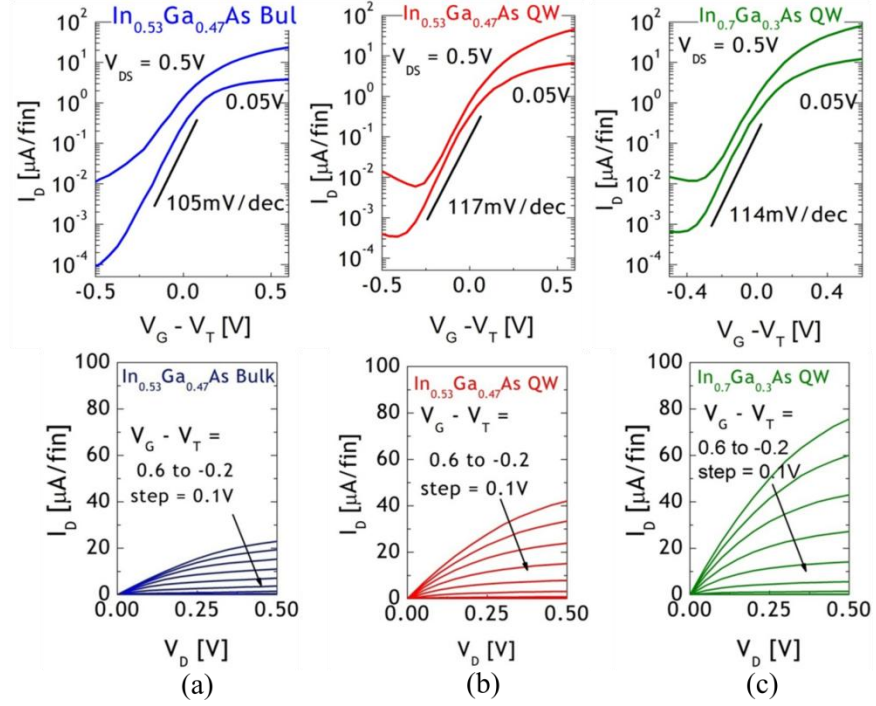 In0.53Ga0.47As Bul
VDS = 0.5V
0.05V
105mV/dec
ID [µA/fin]
10^2
10^1
10^0
10^-1
10^-2
10^-3
10^-4
-0.5 0.0 0.5
VG - VT [V]
In0.53Ga0.47As QW
VDS = 0.5V
0.05V
117mV/dec
ID [µA/fin]
10^2
10^1
10^0
10^-1
10^-2
10^-3
10^-4
-0.5 0.0 0.5
VG -VT [V]
In0.7Ga0.3As QW
VDS = 0.5V
0.05V
114mV/dec
ID [µA/fin]
10^2
10^1
10^0
10^-1
10^-2
10^-3
10^-4
-0.4 0.0 0.4
VG -VT [V]
In0.53Ga0.47As Bulk
VG - VT =
0.6 to -0.2
step = 0.1V
ID [µA/fin]
100
80
60
40
20
0
0.00 0.25 0.50
VD [V]
(a)
In0.53Ga0.47As QW
VG - VT =
0.6 to -0.2
step = 0.1V
ID [µA/fin]
100
80
60
40
20
0
0.00 0.25 0.50
VD [V]
(b)
In0.7Ga0.3As QW
VG - VT =
0.6 to -0.2
step = 0.1V
ID [µA/fin]
100
80
60
40
20
0
0.00 0.25 0.50
VD [V]
(c)